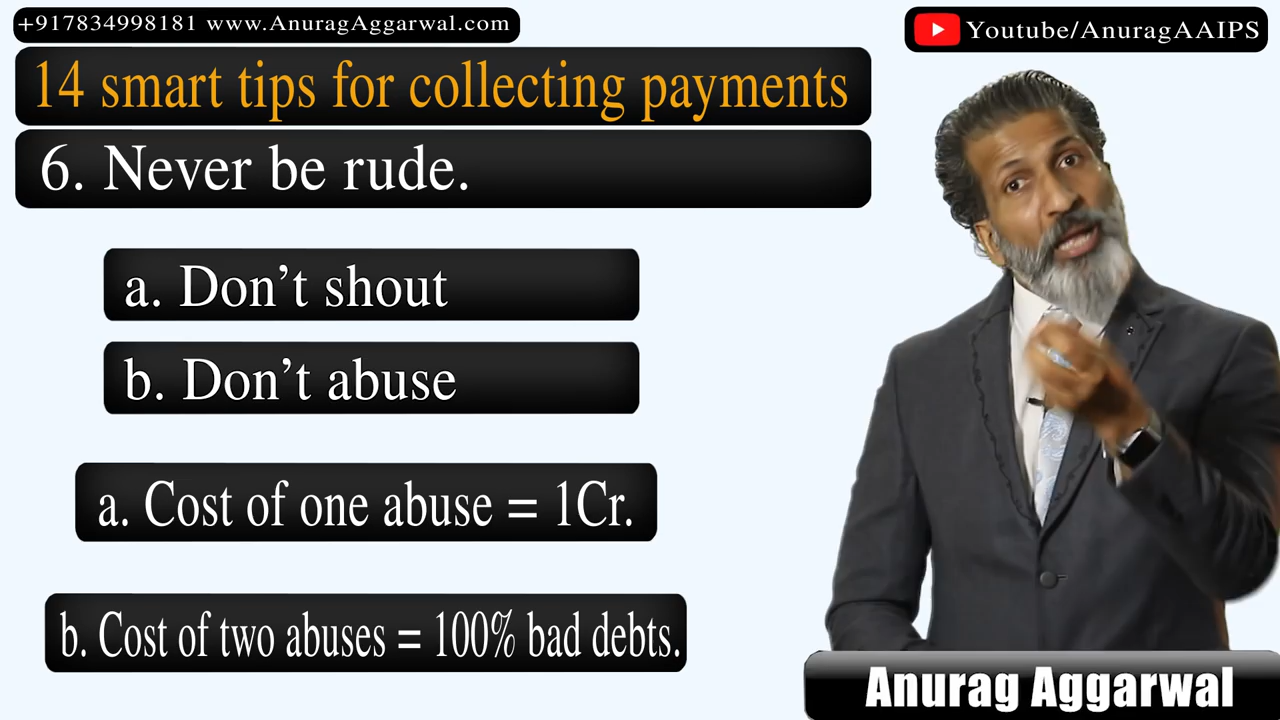 +917834998181 www.AnuragAggarwal.com
Youtube/AnuragAAIPS
14 smart tips for collecting payments
6. Never be rude.
a. Don’t shout
b. Don’t abuse
a. Cost of one abuse = 1Cr.
b. Cost of two abuses = 100% bad debts.
Anurag Aggarwal